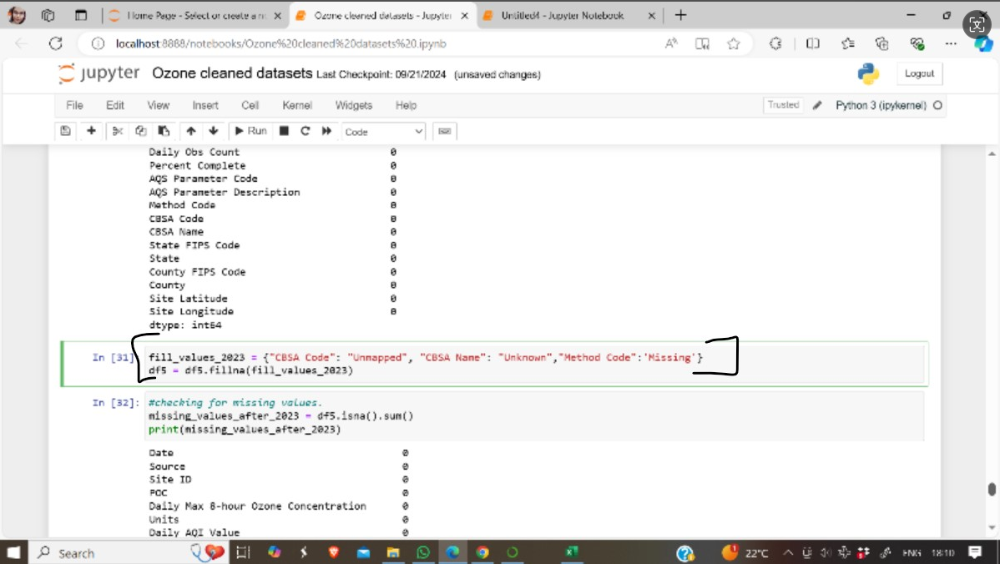 Home Page - Select or create a n
Ozone cleaned datasets - Jupyter
Untitled4 - Jupyter Notebook
localhost:8888/notebooks/Ozone%20cleaned%20datasets%20.ipynb
jupyter Ozone cleaned datasets Last Checkpoint: 09/21/2024 (unsaved changes)
Logout
File Edit View Insert Cell Kernel Widgets Help
Trusted Python 3 (ipykernel)
Run Code
Daily Obs Count 0
Percent Complete 0
AQS Parameter Code 0
AQS Parameter Description 0
Method Code 0
CBSA Code 0
CBSA Name 0
State FIPS Code 0
State 0
County FIPS Code 0
County 0
Site Latitude 0
Site Longitude 0
dtype: int64
In [31] fill_values_2023 = {"CBSA Code": "Unmapped", "CBSA Name": "Unknown","Method Code":'Missing'}
df5 = df5.fillna(fill_values_2023)
In [32]: #checking for missing values.
missing_values_after_2023 = df5.isna().sum()
print(missing_values_after_2023)
Date 0
Source 0
Site ID 0
POC 0
Daily Max 8-hour Ozone Concentration 0
Units 0
Daily AQI Value 0
Search
22°C
ENG 18:10